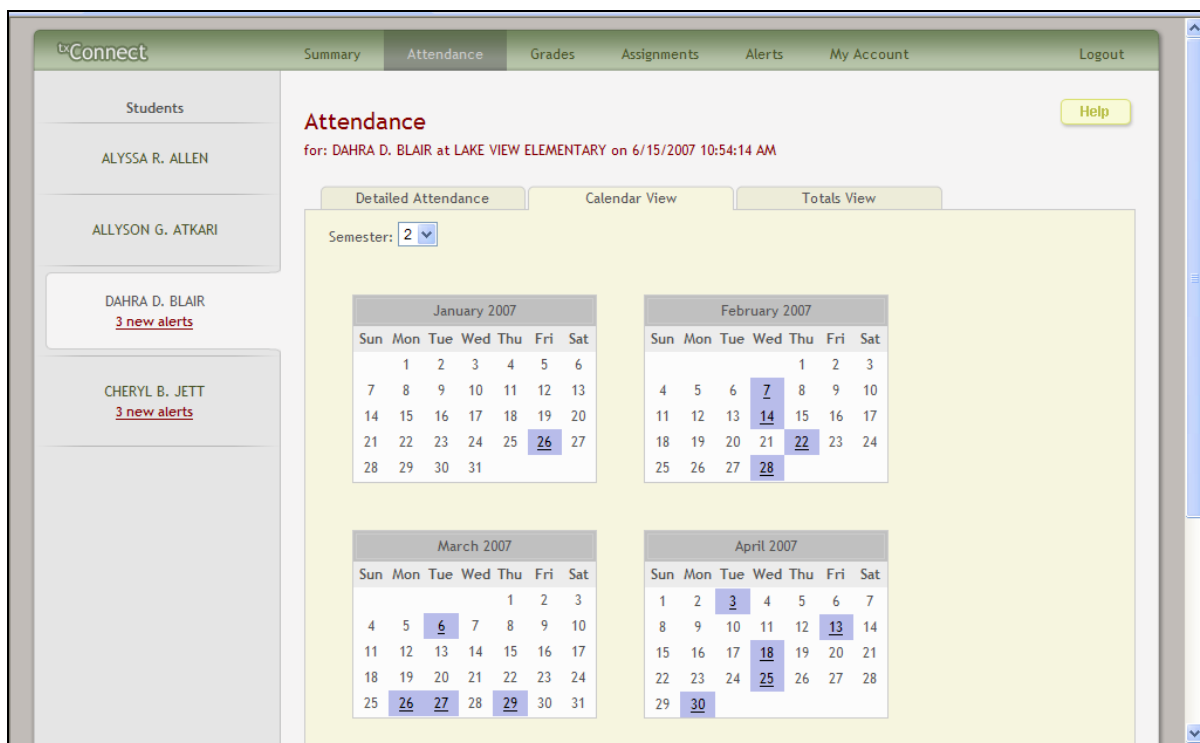 txConnect
Summary Attendance Grades Assignments Alerts My Account Logout
Students
ALYSSA R. ALLEN
ALLYSON G. ATKARI
DAHRA D. BLAIR
3 new alerts
CHERYL B. JETT
3 new alerts
Help
Attendance
for: DAHRA D. BLAIR at LAKE VIEW ELEMENTARY on 6/15/2007 10:54:14 AM
Detailed Attendance Calendar View Totals View
Semester: 2
January 2007
Sun Mon Tue Wed Thu Fri Sat
1 2 3 4 5 6
7 8 9 10 11 12 13
14 15 16 17 18 19 20
21 22 23 24 25 26 27
28 29 30 31
February 2007
Sun Mon Tue Wed Thu Fri Sat
1 2 3
4 5 6 7 8 9 10
11 12 13 14 15 16 17
18 19 20 21 22 23 24
25 26 27 28
March 2007
Sun Mon Tue Wed Thu Fri Sat
1 2 3
4 5 6 7 8 9 10
11 12 13 14 15 16 17
18 19 20 21 22 23 24
25 26 27 28 29 30 31
April 2007
Sun Mon Tue Wed Thu Fri Sat
1 2 3 4 5 6 7
8 9 10 11 12 13 14
15 16 17 18 19 20 21
22 23 24 25 26 27 28
29 30